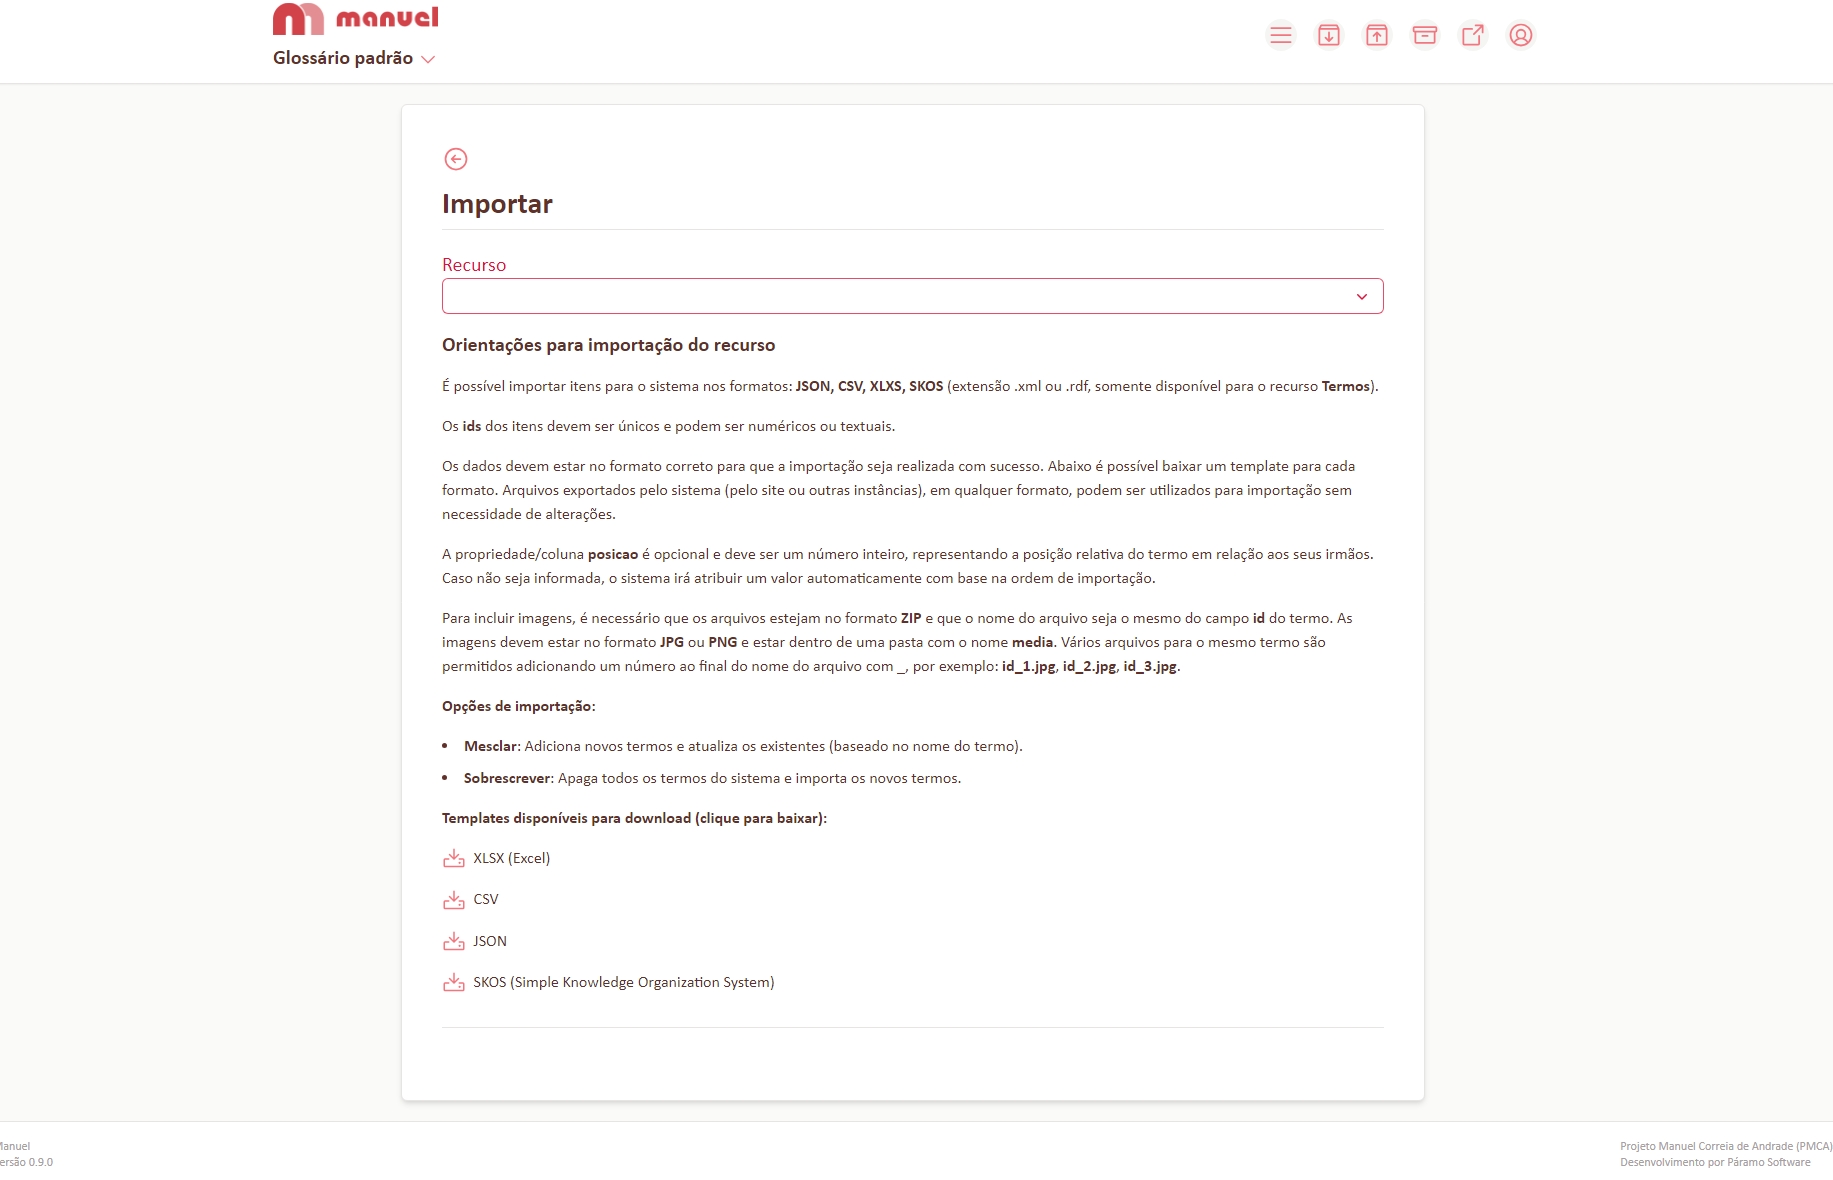 manuel
Glossário padrão
Importar
Recurso
Orientações para importação do recurso
É possível importar itens para o sistema nos formatos: JSON, CSV, XLXS, SKOS (extensão .xml ou .rdf, somente disponível para o recurso Termos).
Os ids dos itens devem ser únicos e podem ser numéricos ou textuais.
Os dados devem estar no formato correto para que a importação seja realizada com sucesso. Abaixo é possível baixar um template para cada
formato. Arquivos exportados pelo sistema (pelo site ou outras instâncias), em qualquer formato, podem ser utilizados para importação sem
necessidade de alterações.
A propriedade/coluna posicao é opcional e deve ser um número inteiro, representando a posição relativa do termo em relação aos seus irmãos.
Caso não seja informada, o sistema irá atribuir um valor automaticamente com base na ordem de importação.
Para incluir imagens, é necessário que os arquivos estejam no formato ZIP e que o nome do arquivo seja o mesmo do campo id do termo. As
imagens devem estar no formato JPG ou PNG e estar dentro de uma pasta com o nome media. Vários arquivos para o mesmo termo são
permitidos adicionando um número ao final do nome do arquivo com _, por exemplo: id_1.jpg, id_2.jpg, id_3.jpg.
Opções de importação:
• Mesclar: Adiciona novos termos e atualiza os existentes (baseado no nome do termo).
• Sobrescrever: Apaga todos os termos do sistema e importa os novos termos.
Templates disponíveis para download (clique para baixar):
XLSX (Excel)
CSV
JSON
SKOS (Simple Knowledge Organization System)
Manuel
ersão 0.9.0
Projeto Manuel Correia de Andrade (PMCA)
Desenvolvimento por Páramo Software